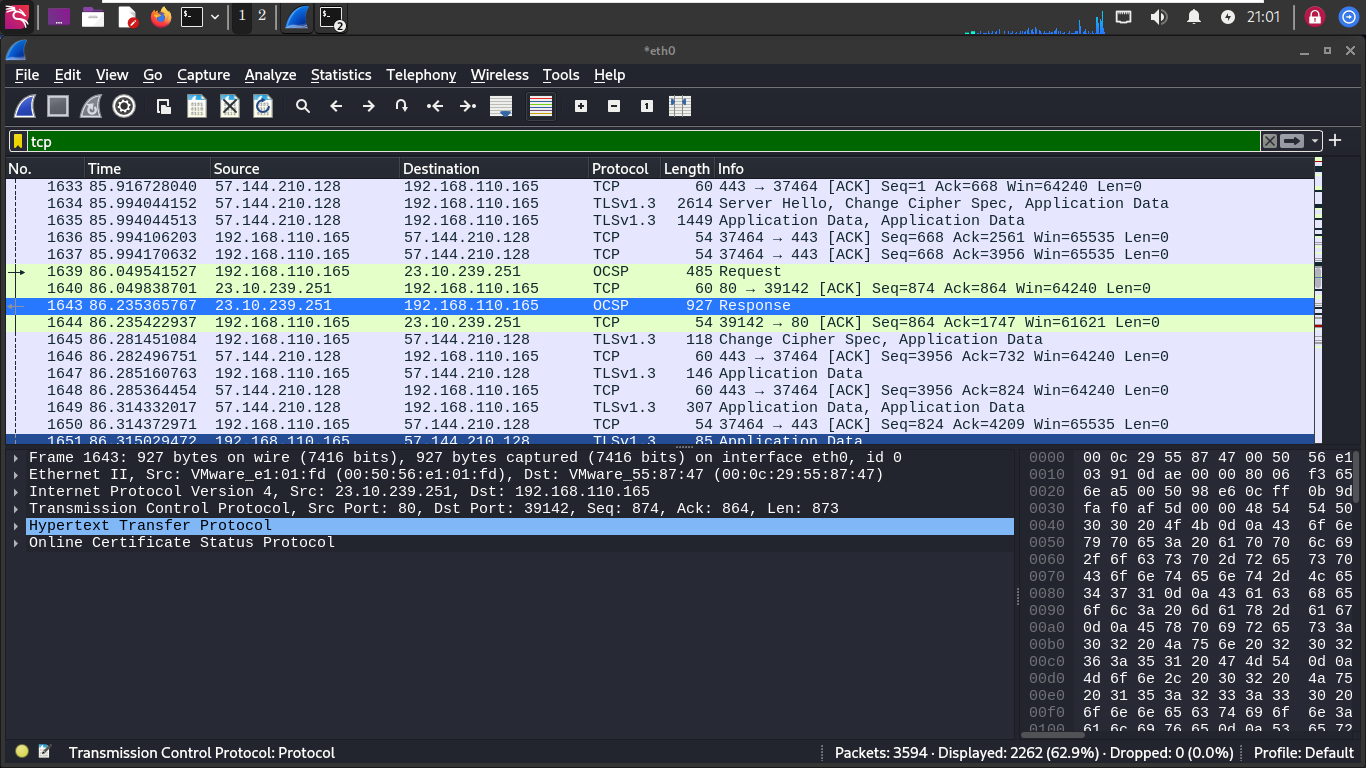 1 2 2 21:01
*eth0
File Edit View Go Capture Analyze Statistics Telephony Wireless Tools Help
tcp
No. Time Source Destination Protocol Length Info
1633 85.916728040 57.144.210.128 192.168.110.165 TCP 60 443 → 37464 [ACK] Seq=1 Ack=668 Win=64240 Len=0
1634 85.994044152 57.144.210.128 192.168.110.165 TLSv1.3 2614 Server Hello, Change Cipher Spec, Application Data
1635 85.994044513 57.144.210.128 192.168.110.165 TLSv1.3 1449 Application Data, Application Data
1636 85.994106203 192.168.110.165 57.144.210.128 TCP 54 37464 → 443 [ACK] Seq=668 Ack=2561 Win=65535 Len=0
1637 85.994170632 192.168.110.165 57.144.210.128 TCP 54 37464 → 443 [ACK] Seq=668 Ack=3956 Win=65535 Len=0
1639 86.049541527 192.168.110.165 23.10.239.251 OCSP 485 Request
1640 86.049838701 23.10.239.251 192.168.110.165 TCP 60 80 → 39142 [ACK] Seq=874 Ack=864 Win=64240 Len=0
1643 86.235365767 23.10.239.251 192.168.110.165 OCSP 927 Response
1644 86.235422937 192.168.110.165 23.10.239.251 TCP 54 39142 → 80 [ACK] Seq=864 Ack=1747 Win=61621 Len=0
1645 86.281451084 192.168.110.165 57.144.210.128 TLSv1.3 118 Change Cipher Spec, Application Data
1646 86.282496751 57.144.210.128 192.168.110.165 TCP 60 443 → 37464 [ACK] Seq=3956 Ack=732 Win=64240 Len=0
1647 86.285160763 192.168.110.165 57.144.210.128 TLSv1.3 146 Application Data
1648 86.285364454 57.144.210.128 192.168.110.165 TCP 60 443 → 37464 [ACK] Seq=3956 Ack=824 Win=64240 Len=0
1649 86.314332017 57.144.210.128 192.168.110.165 TLSv1.3 307 Application Data, Application Data
1650 86.314372971 192.168.110.165 57.144.210.128 TCP 54 37464 → 443 [ACK] Seq=824 Ack=4209 Win=65535 Len=0
1651 86.315029472 192.168.110.165 57.144.210.128 TLSv1.3 85 Application Data
Frame 1643: 927 bytes on wire (7416 bits), 927 bytes captured (7416 bits) on interface eth0, id 0
Ethernet II, Src: VMware_e1:01:fd (00:50:56:e1:01:fd), Dst: VMware_55:87:47 (00:0c:29:55:87:47)
Internet Protocol Version 4, Src: 23.10.239.251, Dst: 192.168.110.165
Transmission Control Protocol, Src Port: 80, Dst Port: 39142, Seq: 874, Ack: 864, Len: 873
Hypertext Transfer Protocol
Online Certificate Status Protocol
0000 00 0c 29 55 87 47 00 50 56 e1
0010 03 91 0d ae 00 00 80 06 f3 65
0020 6e a5 00 50 98 e6 0c ff 0b 9d
0030 fa f0 af 5d 00 00 48 54 54 50
0040 30 30 20 4f 4b 0d 0a 43 6f 6e
0050 79 70 65 3a 20 61 70 70 6c 69
0060 2f 6f 63 73 70 2d 72 65 73 70
0070 43 6f 6e 74 65 6e 74 2d 4c 65
0080 34 37 31 0d 0a 43 61 63 68 65
0090 6f 6c 3a 20 6d 61 78 2d 61 67
00a0 0d 0a 45 78 70 69 72 65 73 3a
00b0 30 32 20 4a 75 6e 20 32 30 32
00c0 36 3a 35 31 20 47 4d 54 0d 0a
00d0 4d 6f 6e 2c 20 30 32 20 4a 75
00e0 20 31 35 3a 32 33 3a 33 30 20
00f0 6f 6e 6e 65 63 74 69 6f 6e 3a
0100 61 6c 69 76 65 0d 0a 53 65 72
Transmission Control Protocol: Protocol
Packets: 3594 · Displayed: 2262 (62.9%) · Dropped: 0 (0.0%)
Profile: Default